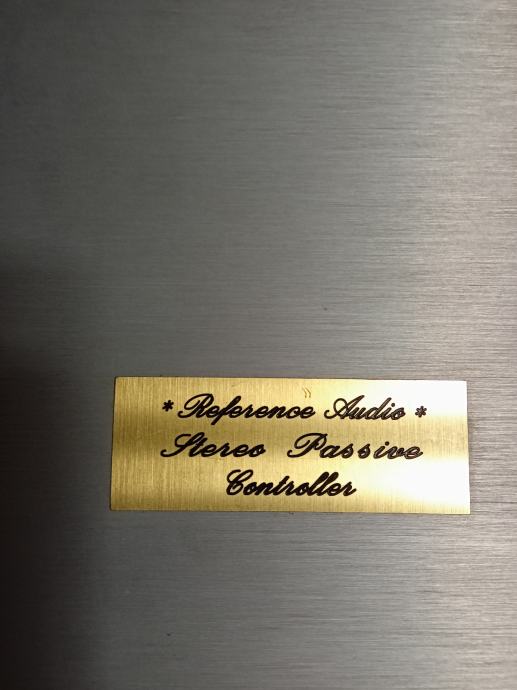 * Reference Audio *
Stereo Passive
Controller